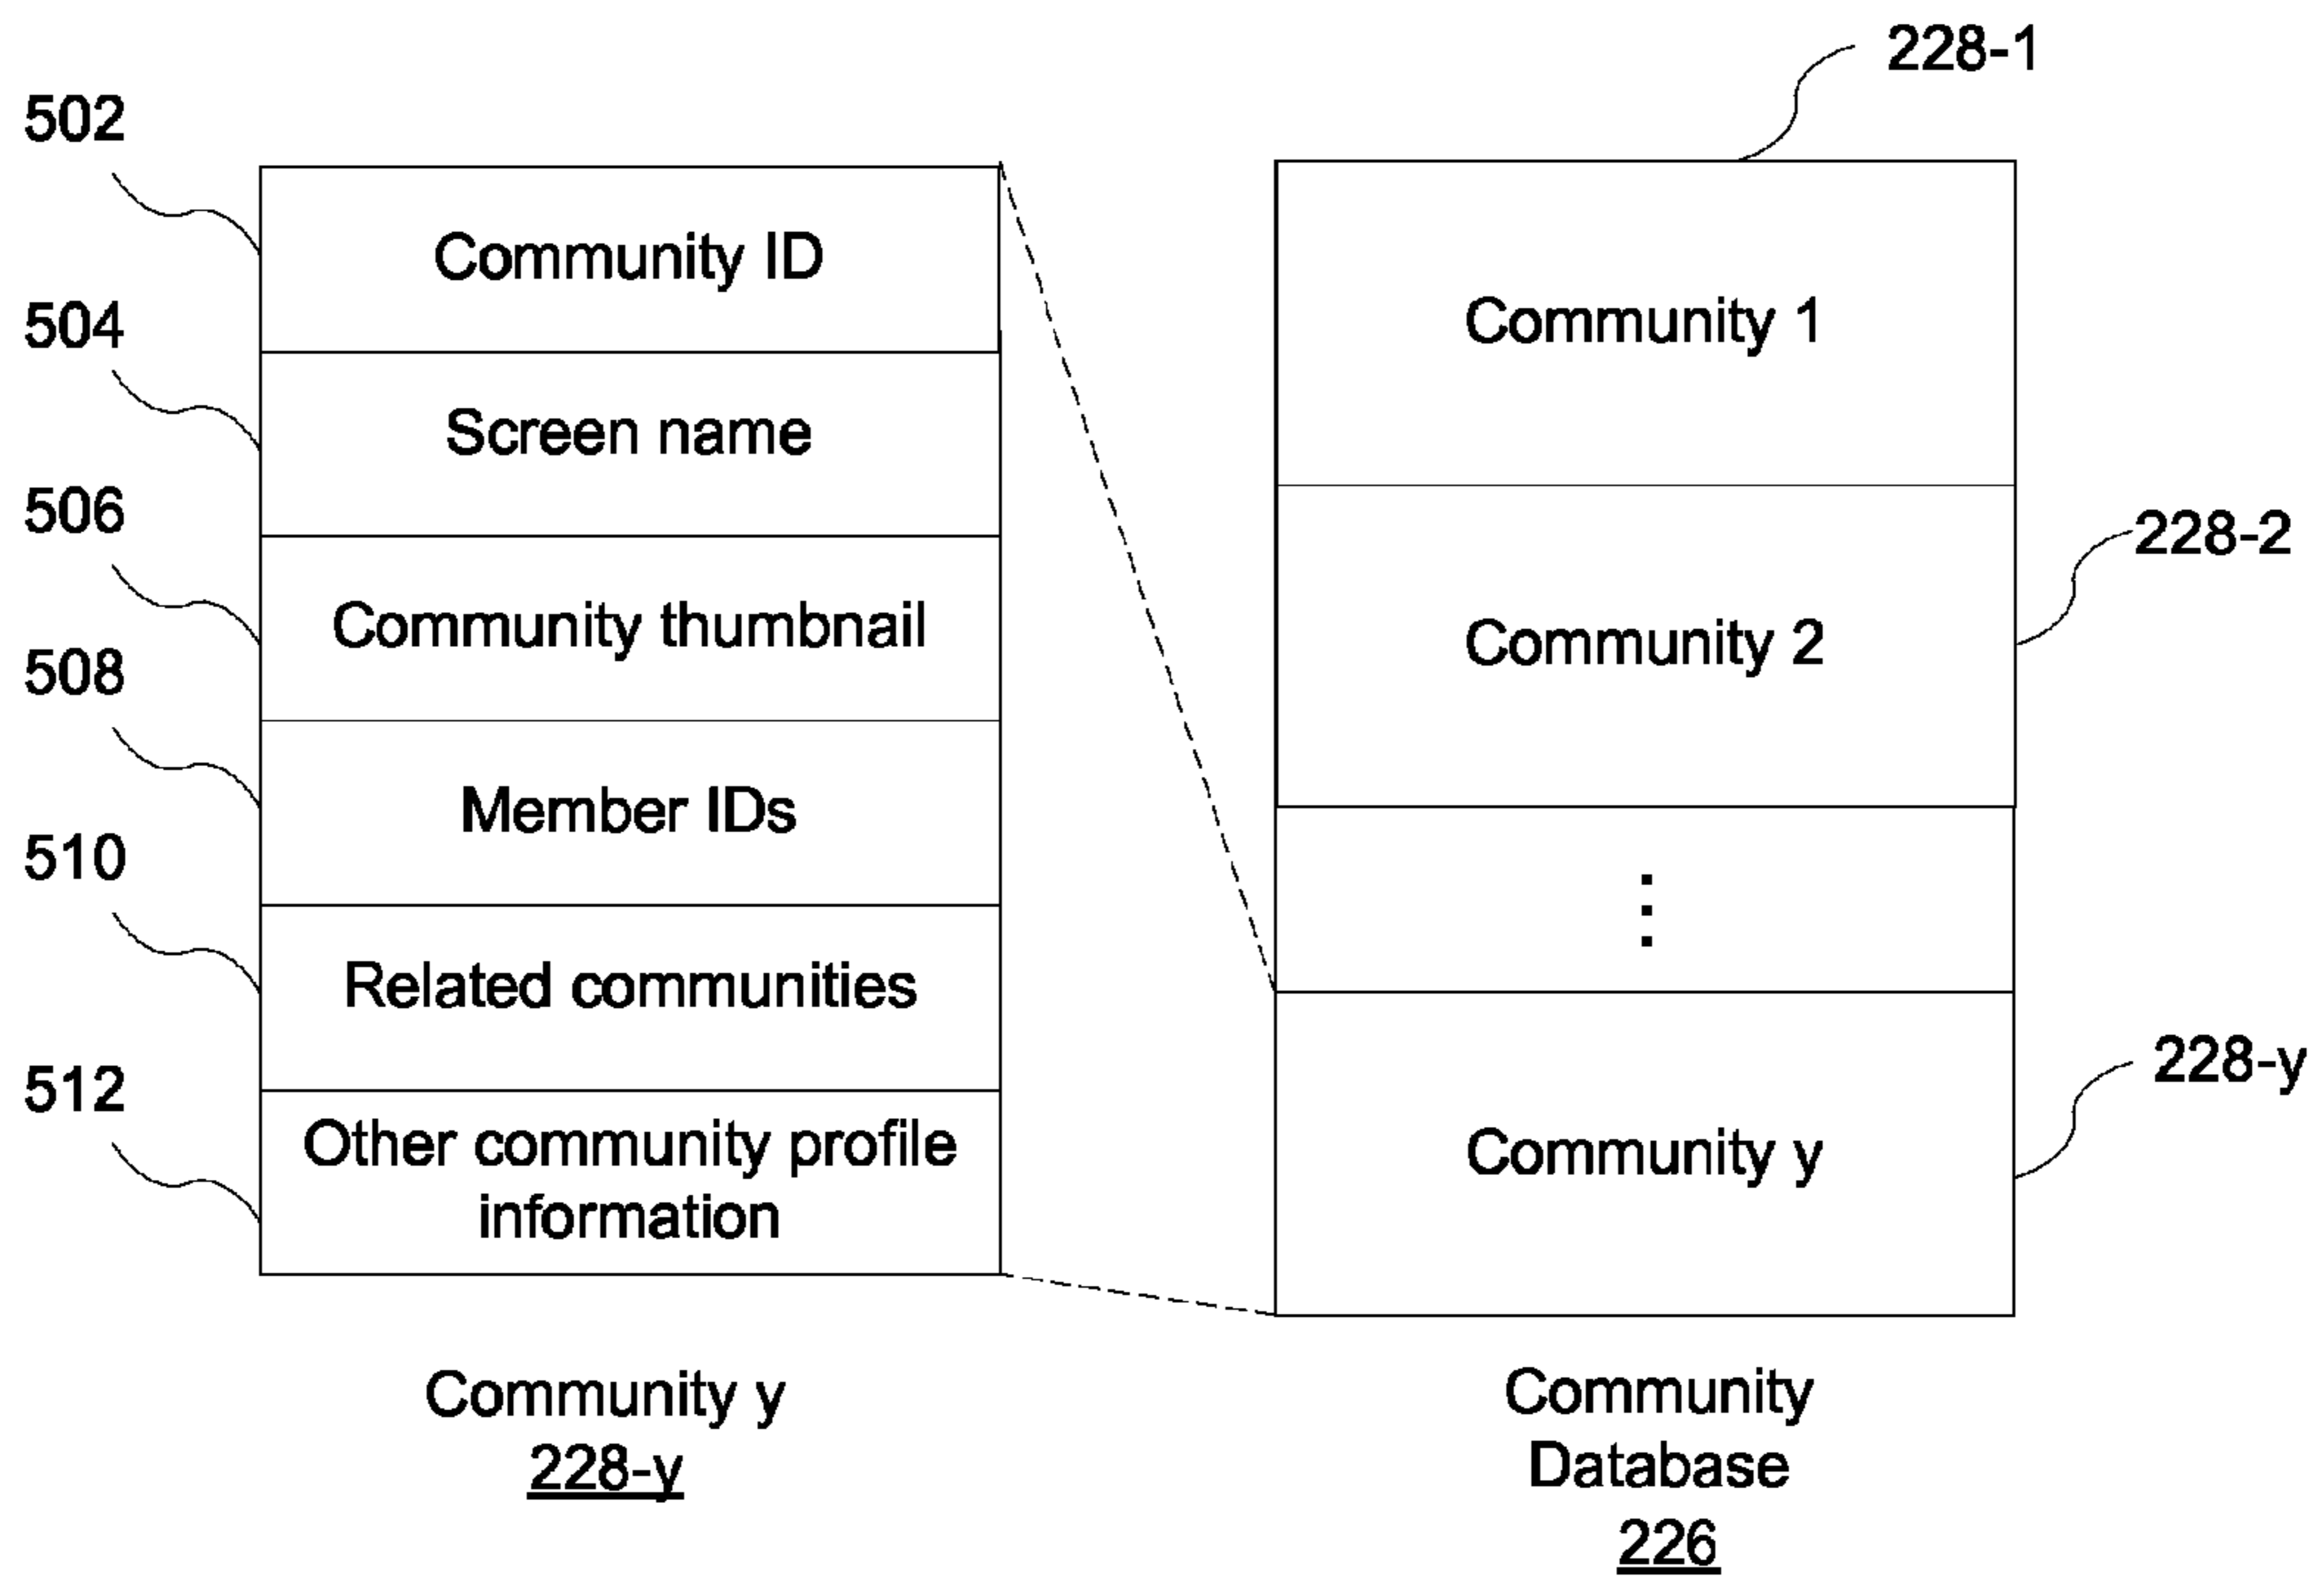 228-1
502
Community ID
504
Screen name
506
Community thumbnail
508
Member IDs
510
Related communities
512
Other community profile
information
Community y
228-y
Community 1
228-2
Community 2
⋮
228-y
Community y
Community
Database
226